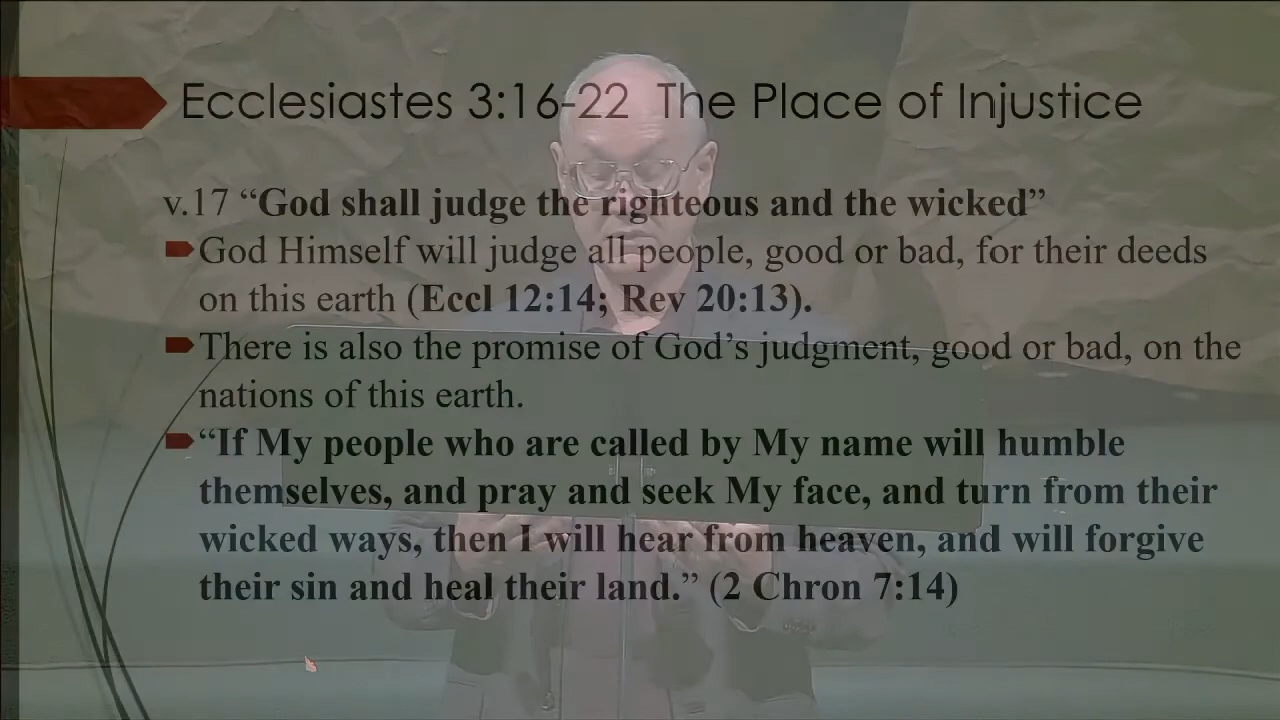 Ecclesiastes 3:16-22 The Place of Injustice
v.17 “God shall judge the righteous and the wicked”
God Himself will judge all people, good or bad, for their deeds
on this earth (Eccl 12:14; Rev 20:13).
There is also the promise of God’s judgment, good or bad, on the
nations of this earth.
“If My people who are called by My name will humble
themselves, and pray and seek My face, and turn from their
wicked ways, then I will hear from heaven, and will forgive
their sin and heal their land.” (2 Chron 7:14)